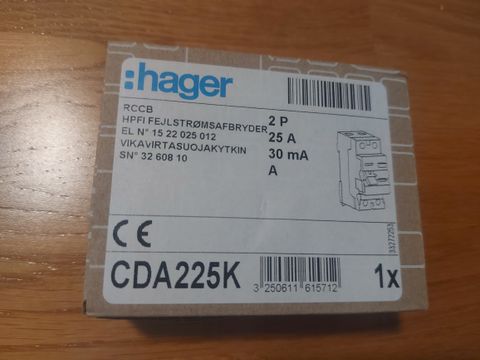 :hager
RCCB
HPFI FEJLSTRØMSAFBRYDER
EL N° 15 22 025 012
VIKAVIRTASUOJAKYTKIN
SN° 32 608 10
2 P
25 A
30 mA
A
33277253
CE
CDA225K
3 250611 615712
1x